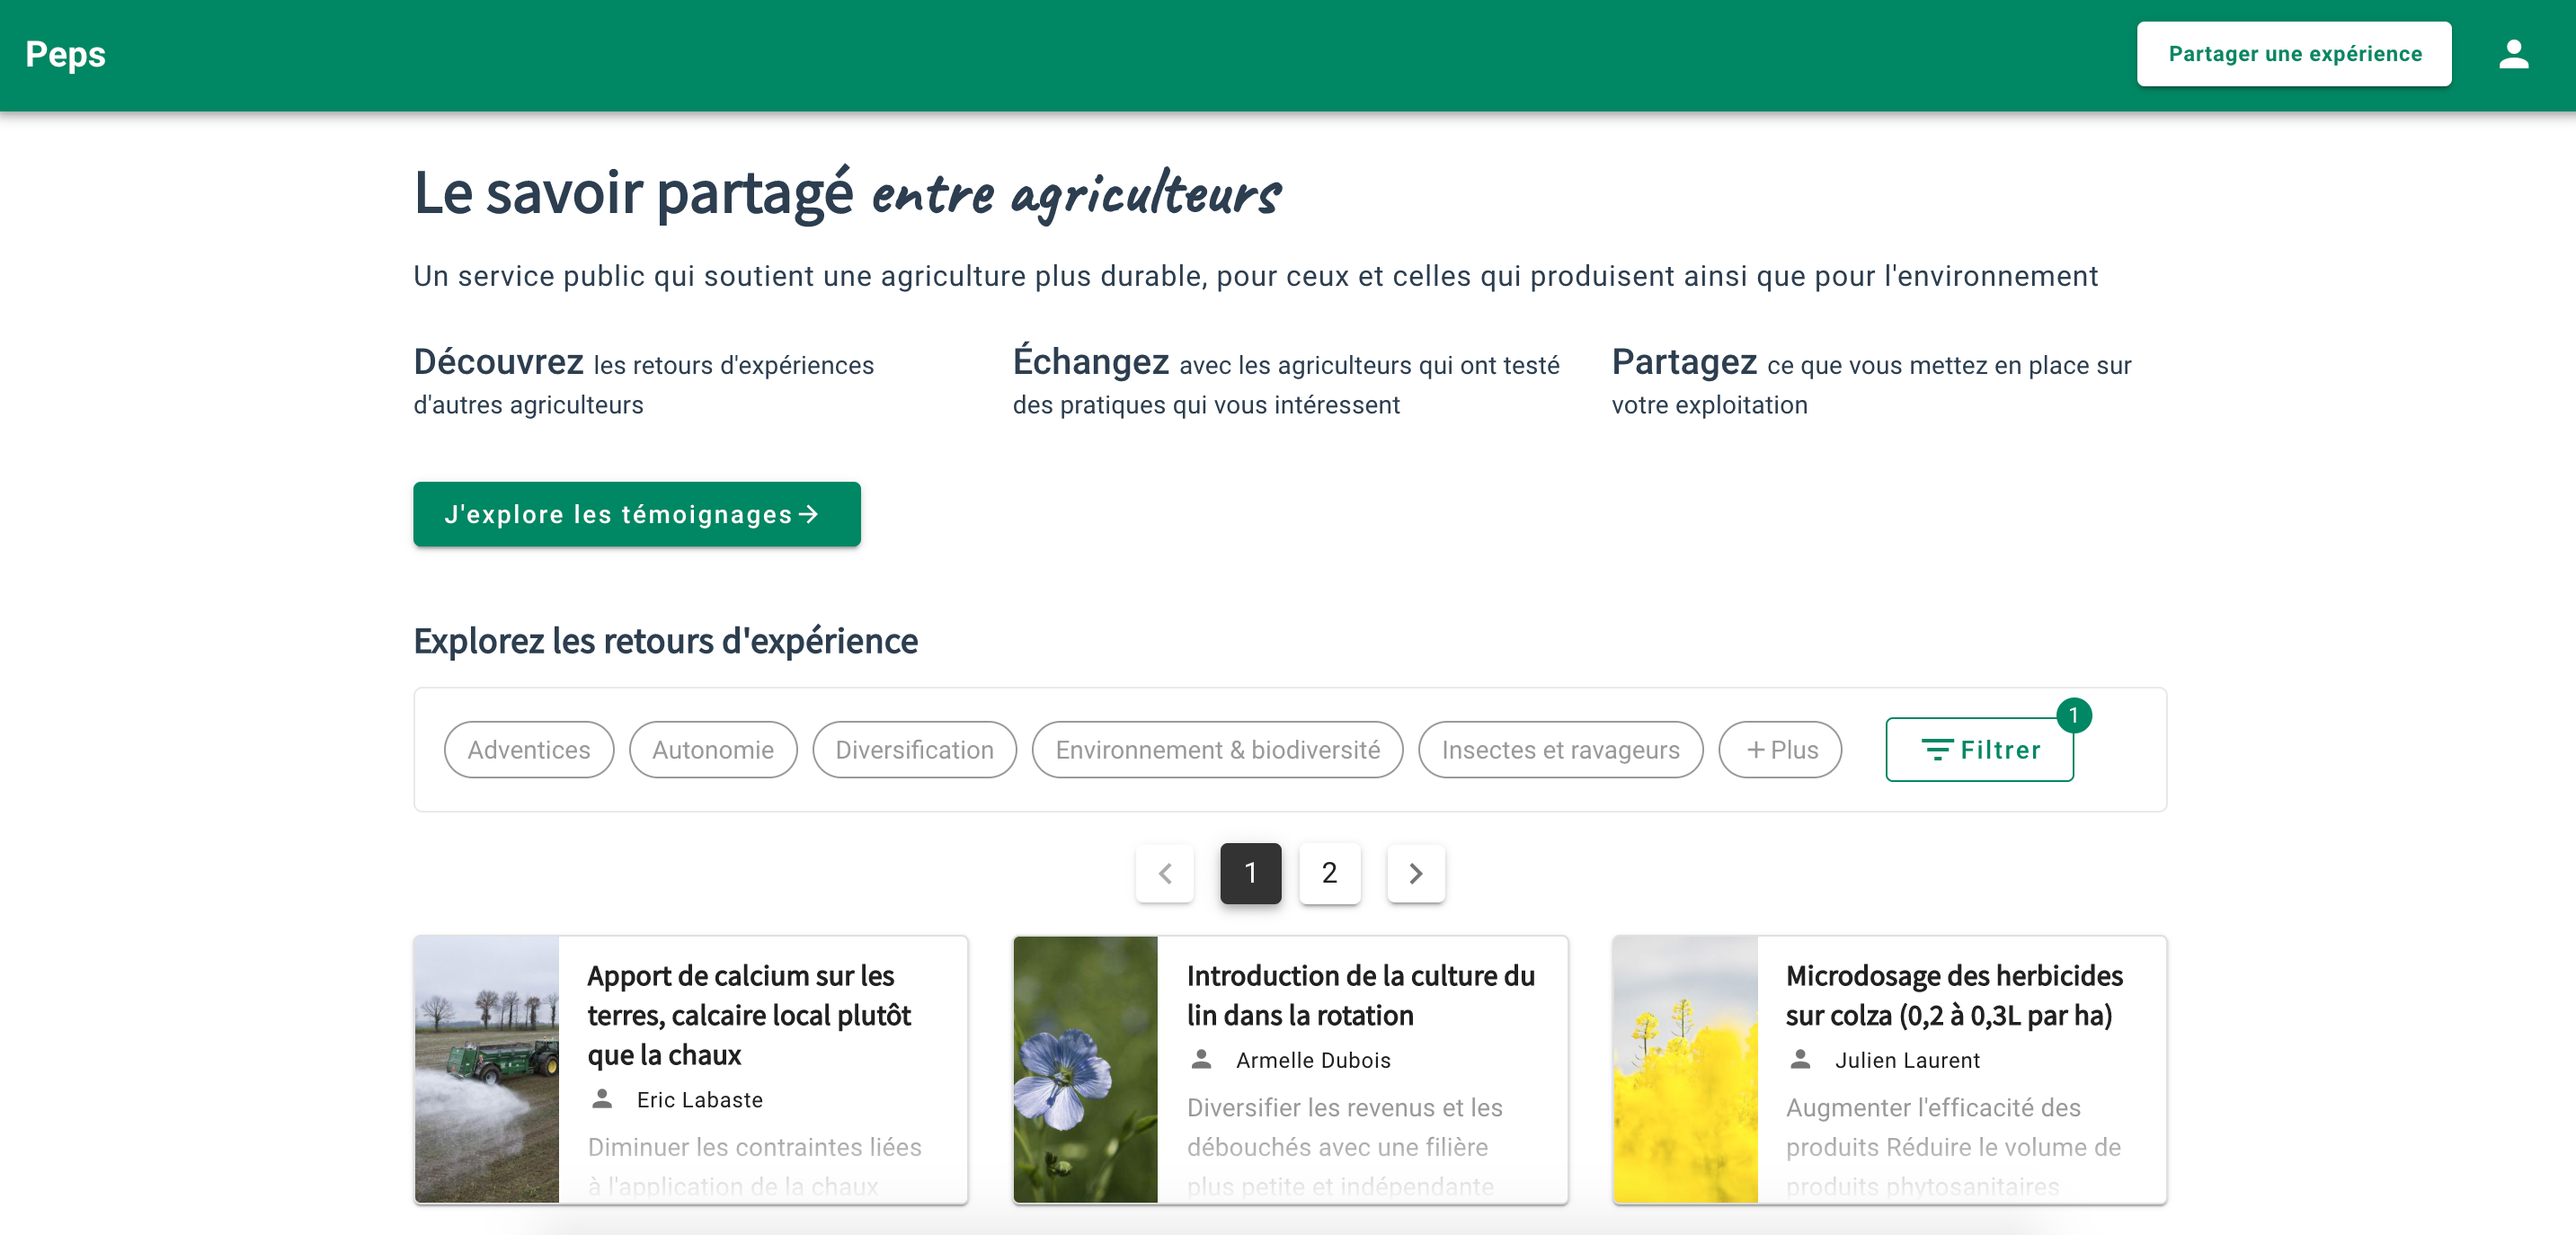 Peps
Partager une expérience
Le savoir partagé entre agriculteurs
Un service public qui soutient une agriculture plus durable, pour ceux et celles qui produisent ainsi que pour l'environnement
Découvrez les retours d'expériences
d'autres agriculteurs
Échangez avec les agriculteurs qui ont testé
des pratiques qui vous intéressent
Partagez ce que vous mettez en place sur
votre exploitation
J'explore les témoignages→
Explorez les retours d'expérience
Adventices
Autonomie
Diversification
Environnement & biodiversité
Insectes et ravageurs
+ Plus
Filtrer
1
1
2
Apport de calcium sur les
terres, calcaire local plutôt
que la chaux
Eric Labaste
Diminuer les contraintes liées
à l'application de la chaux
Introduction de la culture du
lin dans la rotation
Armelle Dubois
Diversifier les revenus et les
débouchés avec une filière
plus petite et indépendante
Microdosage des herbicides
sur colza (0,2 à 0,3L par ha)
Julien Laurent
Augmenter l'efficacité des
produits Réduire le volume de
produits phytosanitaires